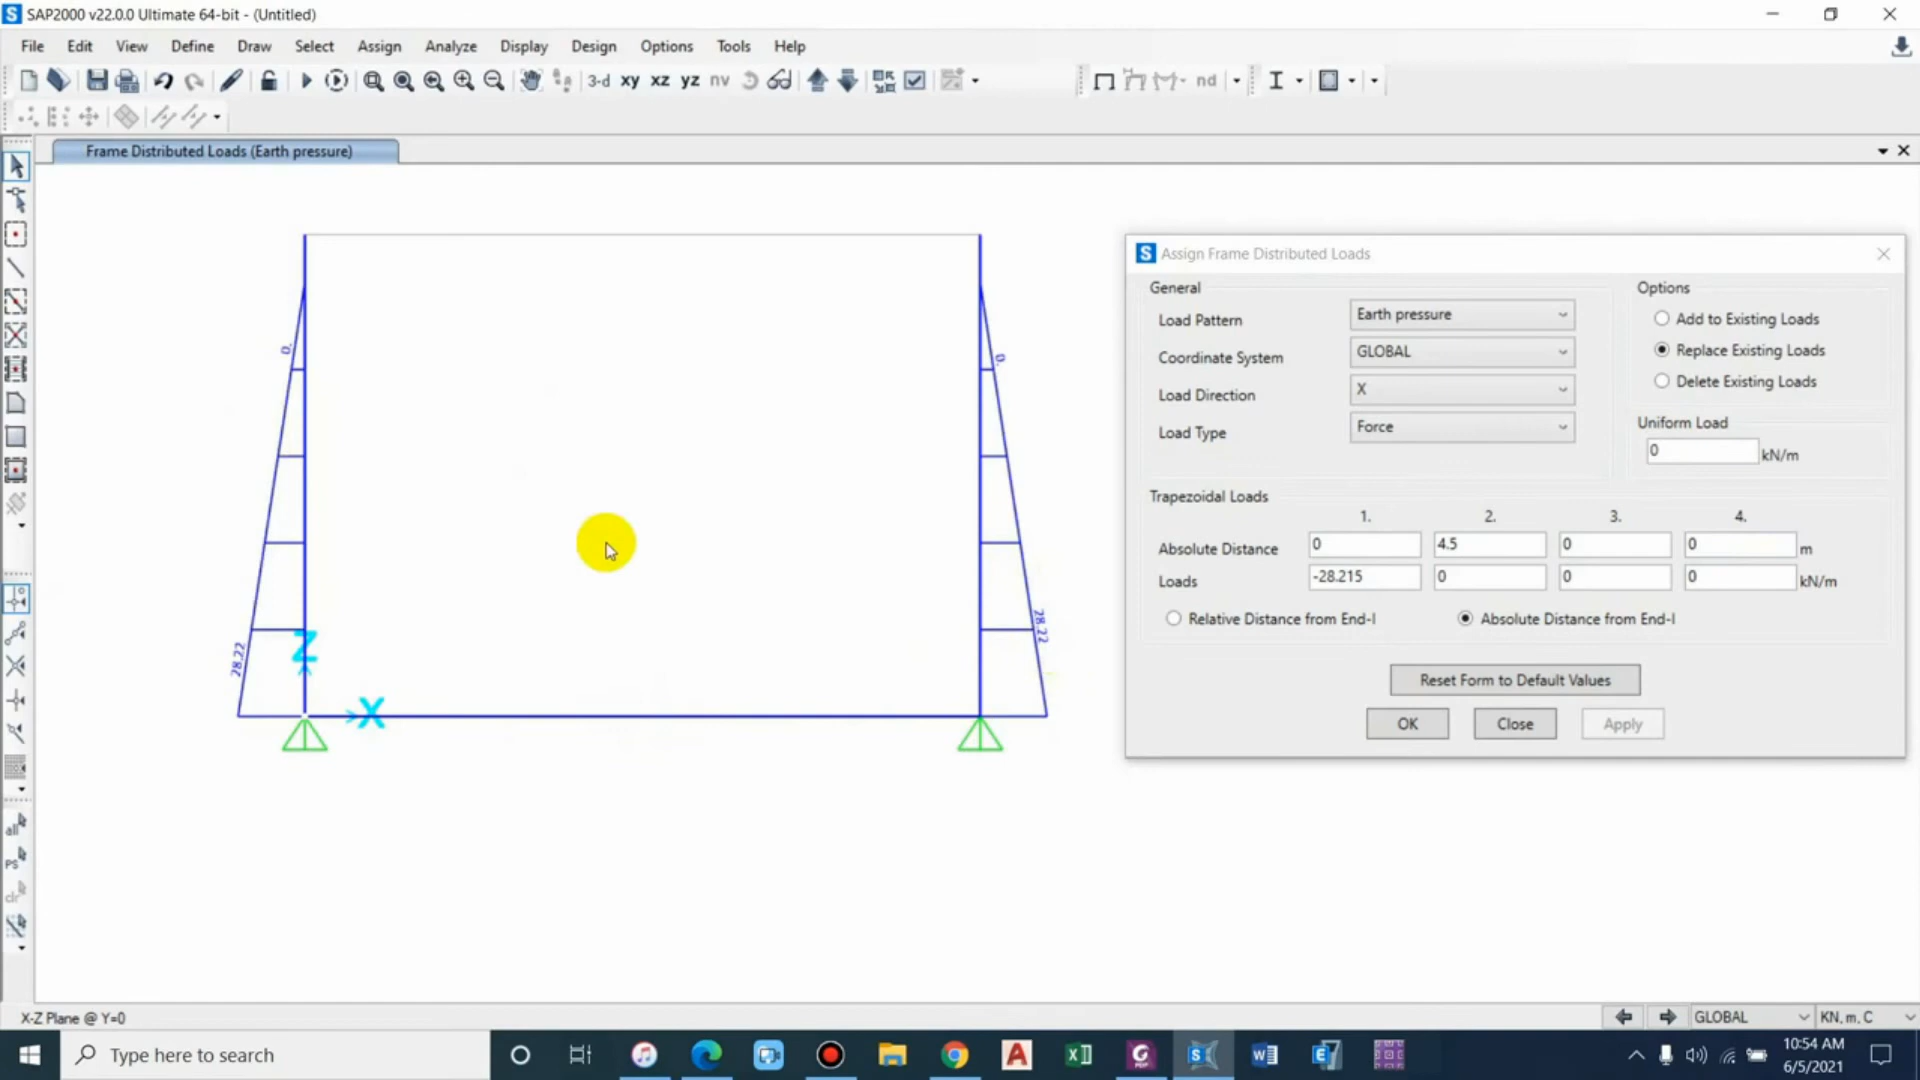 SAP2000 v22.0.0 Ultimate 64-bit - (Untitled)
File Edit View Define Draw Select Assign Analyze Display Design Options Tools Help
3-d xy xz yz nv nd
Frame Distributed Loads (Earth pressure)
Assign Frame Distributed Loads
General
Load Pattern Earth pressure
Coordinate System GLOBAL
Load Direction X
Load Type Force
Options
Add to Existing Loads
Replace Existing Loads
Delete Existing Loads
Uniform Load
0 kN/m
Trapezoidal Loads
1. 2. 3. 4.
Absolute Distance 0 4.5 0 0 m
Loads -28.215 0 0 0 kN/m
Relative Distance from End-I Absolute Distance from End-I
Reset Form to Default Values
OK Close Apply
0.
0.
28.22
28.22
Z
X
all
PS
clr
X-Z Plane @ Y=0
GLOBAL KN, m, C
Type here to search
10:54 AM
6/5/2021